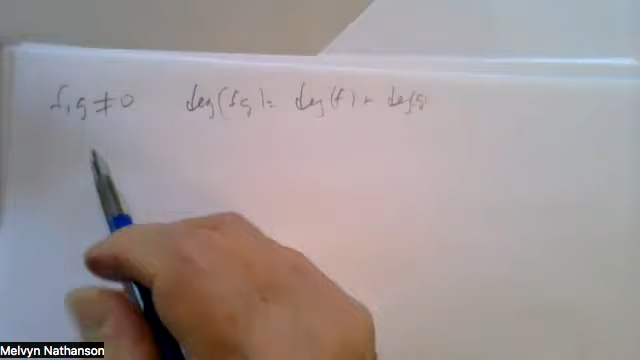 f, g ≠ 0 deg(fg) = deg(f) + deg g
Melvyn Nathanson